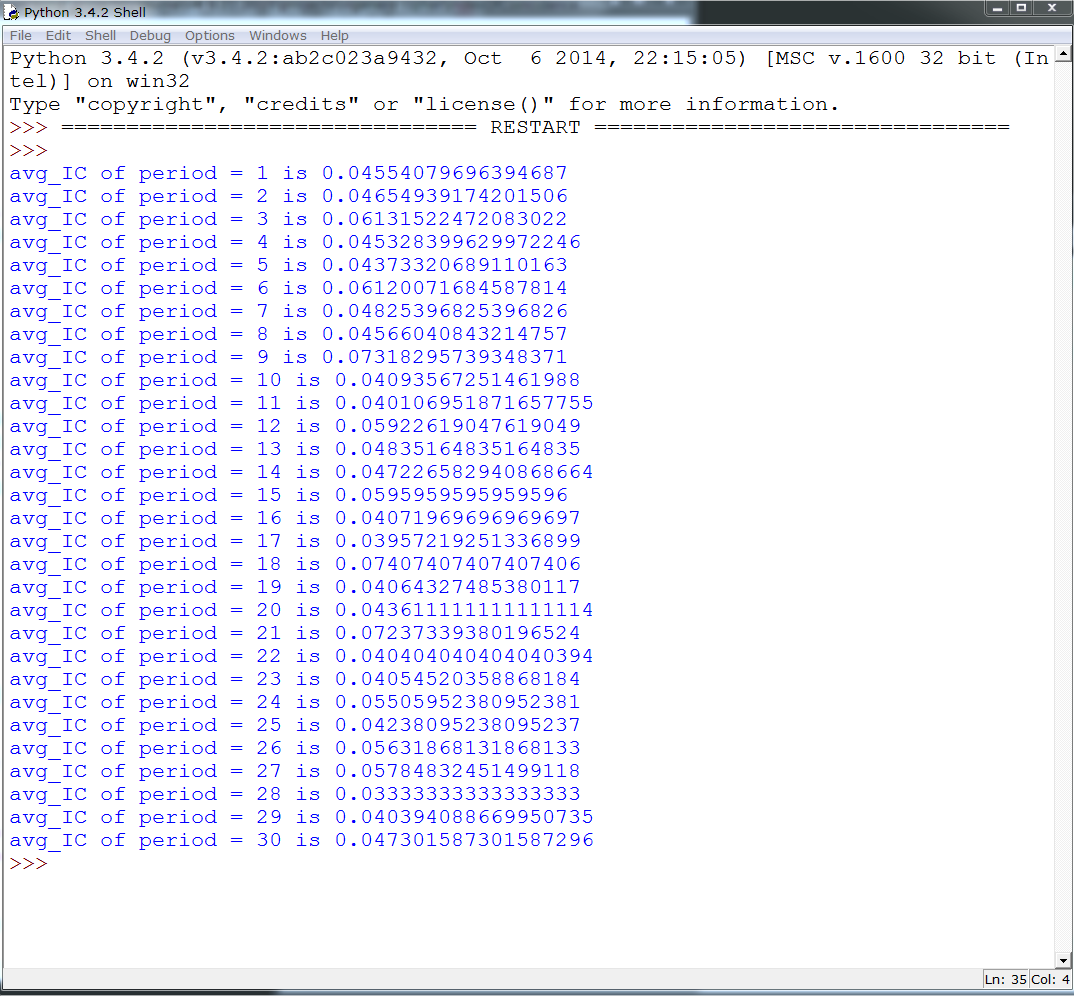 Python 3.4.2 Shell
File Edit Shell Debug Options Windows Help
Python 3.4.2 (v3.4.2:ab2c023a9432, Oct  6 2014, 22:15:05) [MSC v.1600 32 bit (In
tel)] on win32
Type "copyright", "credits" or "license()" for more information.
>>> ================================ RESTART ================================
>>>
avg_IC of period = 1 is 0.04554079696394687
avg_IC of period = 2 is 0.04654939174201506
avg_IC of period = 3 is 0.06131522472083022
avg_IC of period = 4 is 0.045328399629972246
avg_IC of period = 5 is 0.04373320689110163
avg_IC of period = 6 is 0.06120071684587814
avg_IC of period = 7 is 0.04825396825396826
avg_IC of period = 8 is 0.04566040843214757
avg_IC of period = 9 is 0.07318295739348371
avg_IC of period = 10 is 0.04093567251461988
avg_IC of period = 11 is 0.040106951871657755
avg_IC of period = 12 is 0.05922619047619049
avg_IC of period = 13 is 0.04835164835164835
avg_IC of period = 14 is 0.047226582940868664
avg_IC of period = 15 is 0.0595959595959596
avg_IC of period = 16 is 0.04071969696969697
avg_IC of period = 17 is 0.03957219251336899
avg_IC of period = 18 is 0.07407407407407406
avg_IC of period = 19 is 0.04064327485380117
avg_IC of period = 20 is 0.043611111111111114
avg_IC of period = 21 is 0.07237339380196524
avg_IC of period = 22 is 0.040404040404040394
avg_IC of period = 23 is 0.04054520358868184
avg_IC of period = 24 is 0.05505952380952381
avg_IC of period = 25 is 0.04238095238095237
avg_IC of period = 26 is 0.05631868131868133
avg_IC of period = 27 is 0.05784832451499118
avg_IC of period = 28 is 0.03333333333333333
avg_IC of period = 29 is 0.040394088669950735
avg_IC of period = 30 is 0.047301587301587296
>>>
Ln: 35 Col: 4